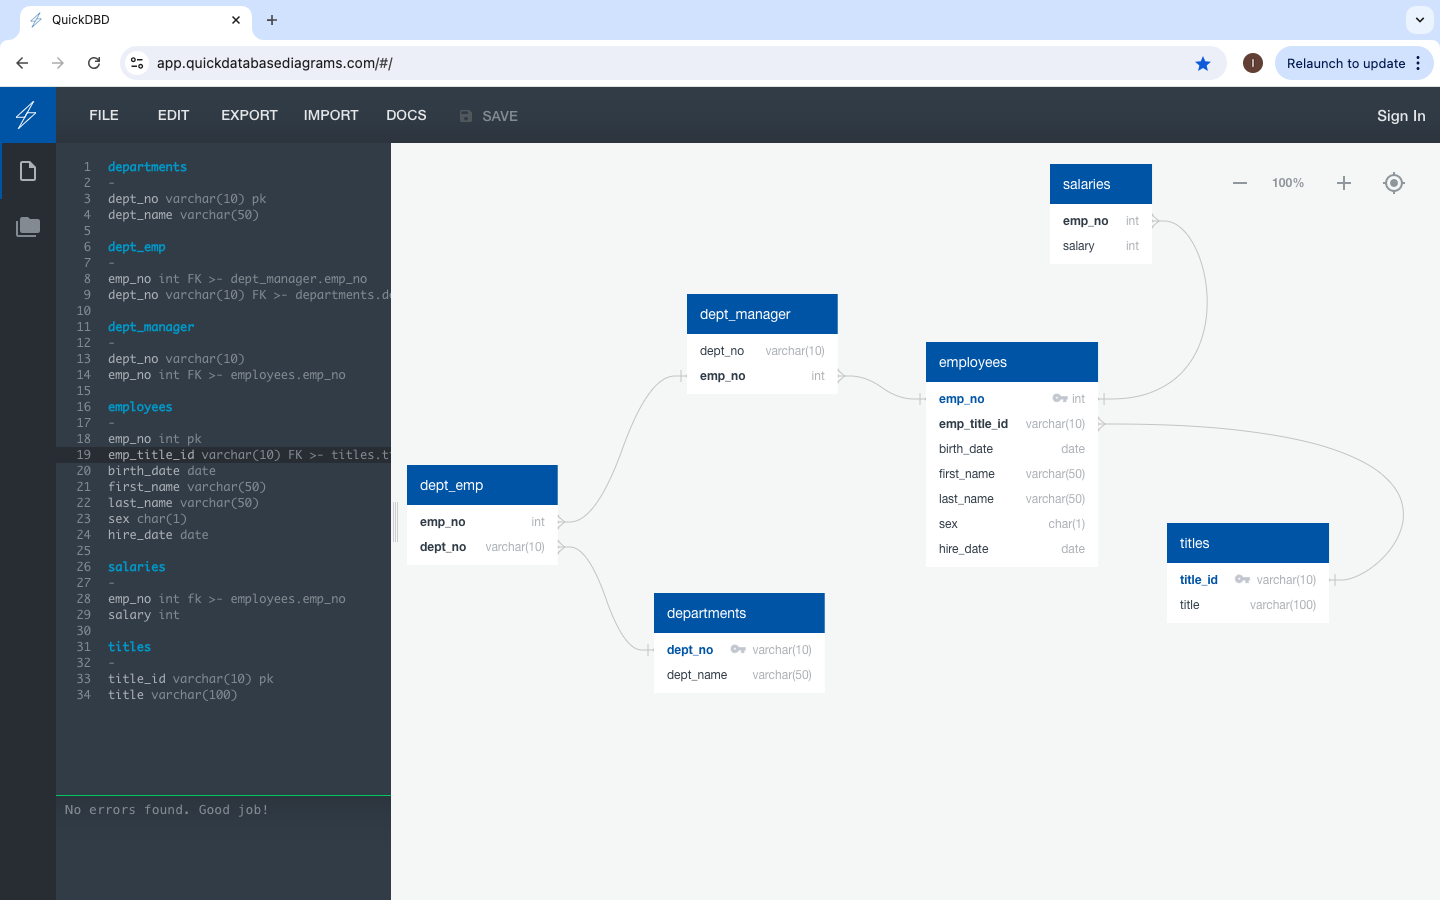 QuickDBD
app.quickdatabasediagrams.com/#/
I
Relaunch to update
FILE EDIT EXPORT IMPORT DOCS SAVE
Sign In
1 departments
2 -
3 dept_no varchar(10) pk
4 dept_name varchar(50)
5
6 dept_emp
7 -
8 emp_no int FK >- dept_manager.emp_no
9 dept_no varchar(10) FK >- departments.d
10
11 dept_manager
12 -
13 dept_no varchar(10)
14 emp_no int FK >- employees.emp_no
15
16 employees
17 -
18 emp_no int pk
19 emp_title_id varchar(10) FK >- titles.t
20 birth_date date
21 first_name varchar(50)
22 last_name varchar(50)
23 sex char(1)
24 hire_date date
25
26 salaries
27 -
28 emp_no int fk >- employees.emp_no
29 salary int
30
31 titles
32 -
33 title_id varchar(10) pk
34 title varchar(100)
No errors found. Good job!
salaries
emp_no int
salary int
100%
dept_manager
dept_no varchar(10)
emp_no int
employees
emp_no int
emp_title_id varchar(10)
birth_date date
first_name varchar(50)
last_name varchar(50)
sex char(1)
hire_date date
dept_emp
emp_no int
dept_no varchar(10)
titles
title_id varchar(10)
title varchar(100)
departments
dept_no varchar(10)
dept_name varchar(50)